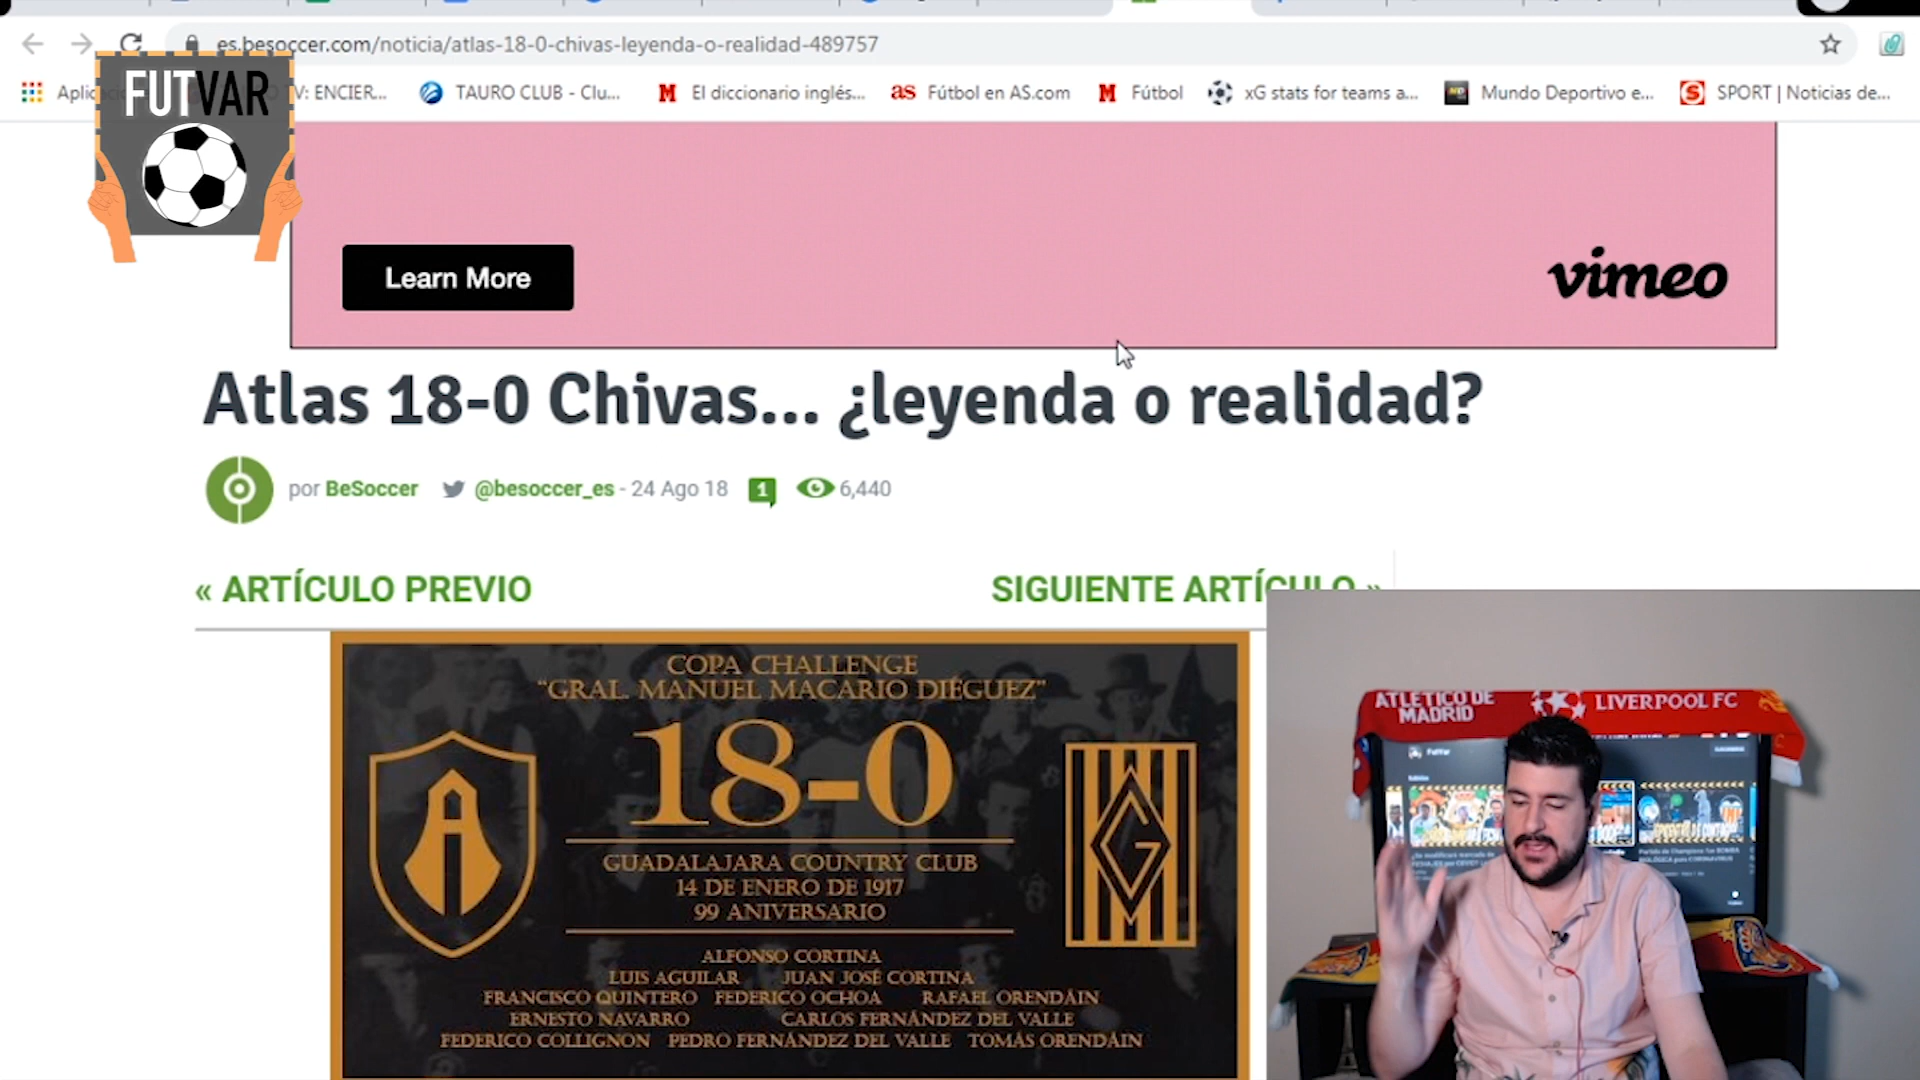 es.besoccer.com/noticia/atlas-18-0-chivas-leyenda-o-realidad-489757
TV: ENCIER...
TAURO CLUB - Clu...
El diccionario inglés...
as Fútbol en AS.com
Fútbol
xG stats for teams a...
Mundo Deportivo e...
SPORT | Noticias de...
FUTVAR
Learn More
vimeo
Atlas 18-0 Chivas... ¿leyenda o realidad?
por BeSoccer @besoccer_es - 24 Ago 18 1 6,440
« ARTÍCULO PREVIO
SIGUIENTE ARTÍCULO »
COPA CHALLENGE
"GRAL. MANUEL MACARIO DIÉGUEZ"
18-0
GUADALAJARA COUNTRY CLUB
14 DE ENERO DE 1917
99 ANIVERSARIO
ALFONSO CORTINA
LUIS AGUILAR JUAN JOSÉ CORTINA
FRANCISCO QUINTERO FEDERICO OCHOA RAFAEL ORENDÁIN
ERNESTO NAVARRO CARLOS FERNÁNDEZ DEL VALLE
FEDERICO COLLIGNON PEDRO FERNÁNDEZ DEL VALLE TOMÁS ORENDÁIN
ATLETICO DE
MADRID
LIVERPOOL FC
FutVar